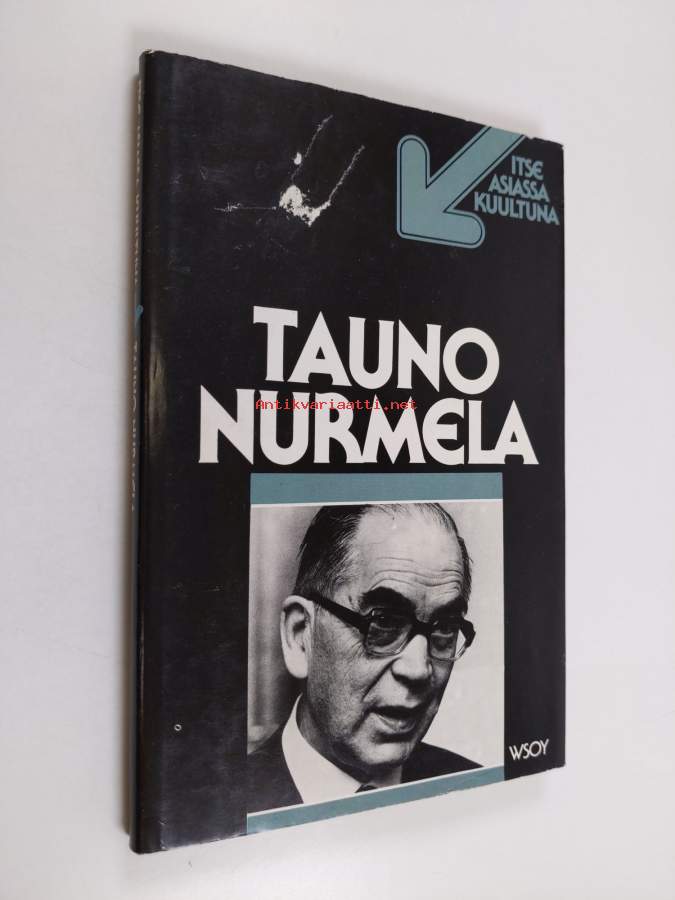 ITSE
ASIASSA
KUULTUNA
TAUNO
NURMELA
Antikvariaatti.net
WSOY